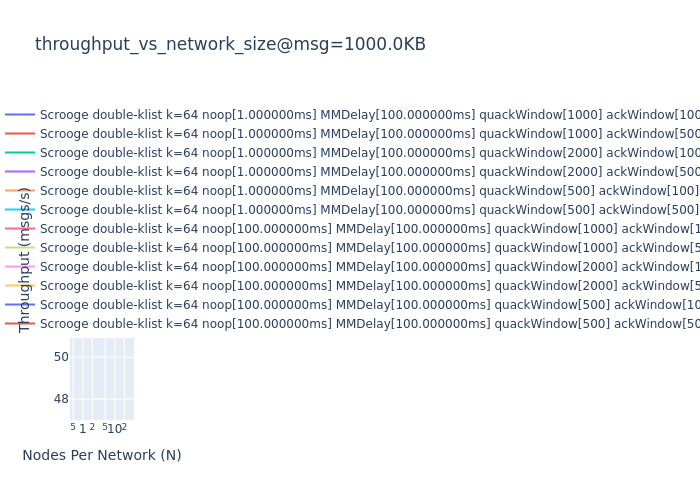 throughput_vs_network_size@msg=1000.0KB
Scrooge double-klist k=64 noop[1.000000ms] MMDelay[100.000000ms] quackWindow[1000] ackWindow[100
Scrooge double-klist k=64 noop[1.000000ms] MMDelay[100.000000ms] quackWindow[1000] ackWindow[500
Scrooge double-klist k=64 noop[1.000000ms] MMDelay[100.000000ms] quackWindow[2000] ackWindow[100
Scrooge double-klist k=64 noop[1.000000ms] MMDelay[100.000000ms] quackWindow[2000] ackWindow[500
Scrooge double-klist k=64 noop[1.000000ms] MMDelay[100.000000ms] quackWindow[500] ackWindow[100]
Scrooge double-klist k=64 noop[1.000000ms] MMDelay[100.000000ms] quackWindow[500] ackWindow[500]
Scrooge double-klist k=64 noop[100.000000ms] MMDelay[100.000000ms] quackWindow[1000] ackWindow[1
Scrooge double-klist k=64 noop[100.000000ms] MMDelay[100.000000ms] quackWindow[1000] ackWindow[5
Scrooge double-klist k=64 noop[100.000000ms] MMDelay[100.000000ms] quackWindow[2000] ackWindow[1
Scrooge double-klist k=64 noop[100.000000ms] MMDelay[100.000000ms] quackWindow[2000] ackWindow[5
Scrooge double-klist k=64 noop[100.000000ms] MMDelay[100.000000ms] quackWindow[500] ackWindow[10
Scrooge double-klist k=64 noop[100.000000ms] MMDelay[100.000000ms] quackWindow[500] ackWindow[50
Throughput (msgs/s)
50
48
5 1 2 5 10 2
Nodes Per Network (N)